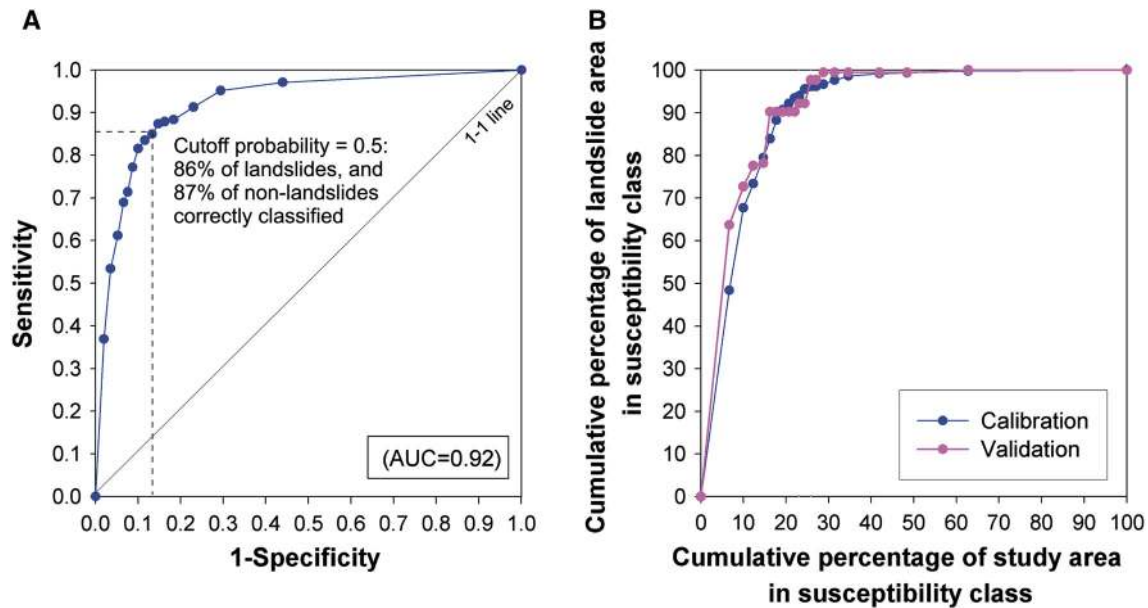 A
Sensitivity
1.0
0.9
0.8
0.7
0.6
0.5
0.4
0.3
0.2
0.1
0.0
Cutoff probability = 0.5:
86% of landslides, and
87% of non-landslides
correctly classified
1-1 line
(AUC=0.92)
0.0 0.1 0.2 0.3 0.4 0.5 0.6 0.7 0.8 0.9 1.0
1-Specificity
B
Cumulative percentage of landslide area
in susceptibility class
100
90
80
70
60
50
40
30
20
10
0
Calibration
Validation
0 10 20 30 40 50 60 70 80 90 100
Cumulative percentage of study area
in susceptibility class